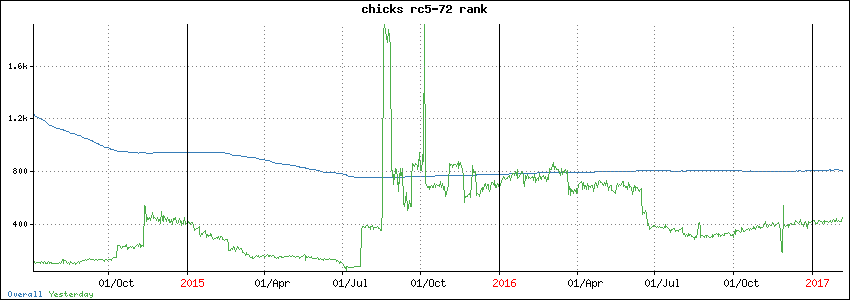 chicks rc5-72 rank
1.6k
1.2k
800
400
01/Oct 2015 01/Apr 01/Jul 01/Oct 2016 01/Apr 01/Jul 01/Oct 2017
Overall Yesterday